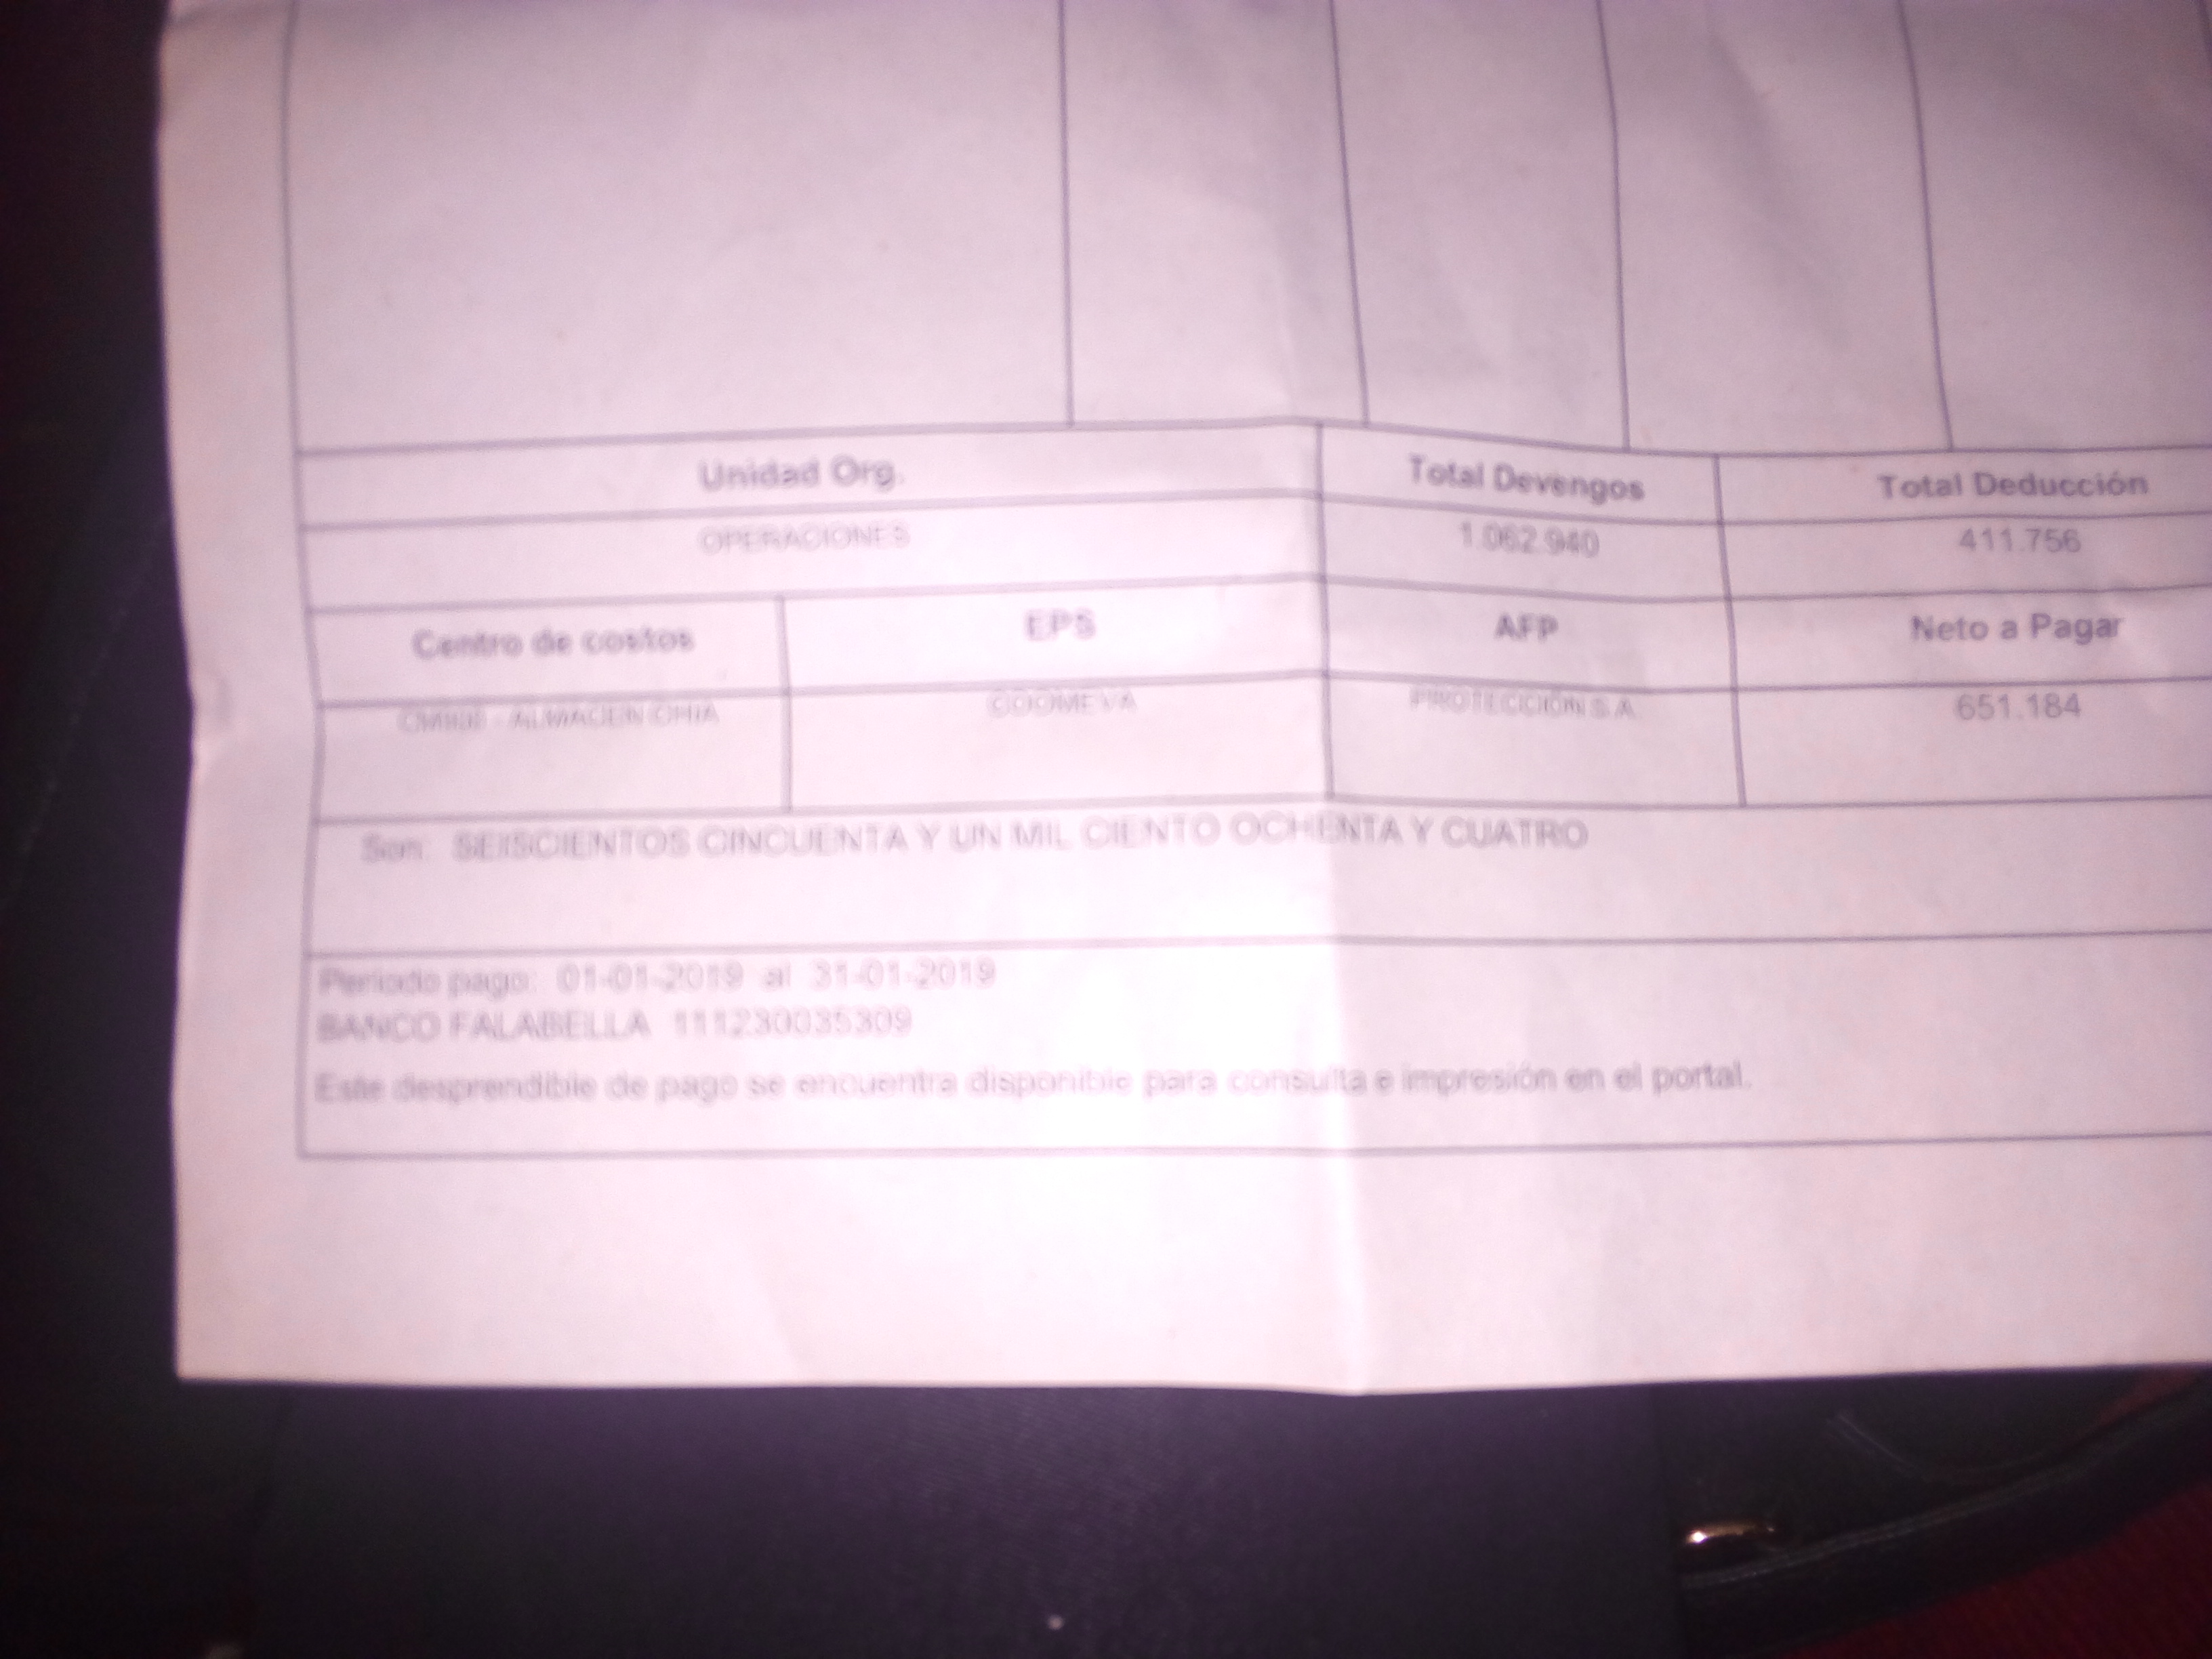 Unidad Org. Total Devengos Total Deducción
OPERACIONES 1.062.940 411.756
Centro de costos EPS AFP Neto a Pagar
- ALMACEN CHIA COOMEVA PROTECCION S.A 651.184
Son: SEISCIENTOS CINCUENTA Y UN MIL CIENTO OCHENTA Y CUATRO
Periodo pago: 01-01-2019 al 31-01-2019
BANCO FALABELLA 111230035309
Este desprendible de pago se encuentra disponible para consulta e impresión en el portal.